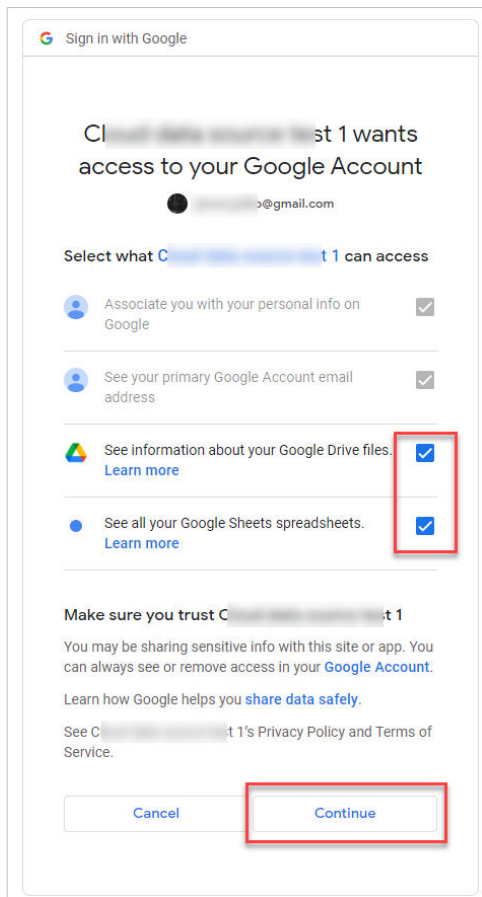 Sign in with Google
Cl st 1 wants
access to your Google Account
o@gmail.com
Select what C t 1 can access
Associate you with your personal info on
Google
See your primary Google Account email
address
See information about your Google Drive files.
Learn more
See all your Google Sheets spreadsheets.
Learn more
Make sure you trust C t 1
You may be sharing sensitive info with this site or app. You
can always see or remove access in your Google Account.
Learn how Google helps you share data safely.
See C t 1's Privacy Policy and Terms of
Service.
Cancel
Continue